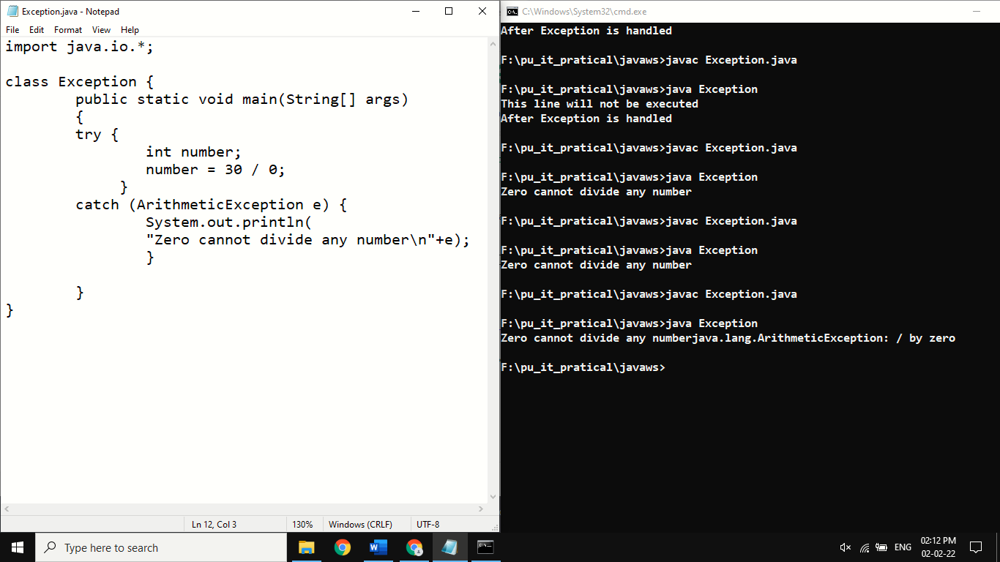 Exception.java - Notepad
File Edit Format View Help
import java.io.*;
class Exception {
public static void main(String[] args)
{
try {
int number;
number = 30 / 0;
}
catch (ArithmeticException e) {
System.out.println(
"Zero cannot divide any number\n"+e);
}
}
}
Ln 12, Col 3 130% Windows (CRLF) UTF-8
C:\Windows\System32\cmd.exe
After Exception is handled
F:\pu_it_pratical\javaws>javac Exception.java
F:\pu_it_pratical\javaws>java Exception
This line will not be executed
After Exception is handled
F:\pu_it_pratical\javaws>javac Exception.java
F:\pu_it_pratical\javaws>java Exception
Zero cannot divide any number
F:\pu_it_pratical\javaws>javac Exception.java
F:\pu_it_pratical\javaws>java Exception
Zero cannot divide any number
F:\pu_it_pratical\javaws>javac Exception.java
F:\pu_it_pratical\javaws>java Exception
Zero cannot divide any numberjava.lang.ArithmeticException: / by zero
F:\pu_it_pratical\javaws>
Type here to search
ENG
02:12 PM
02-02-22